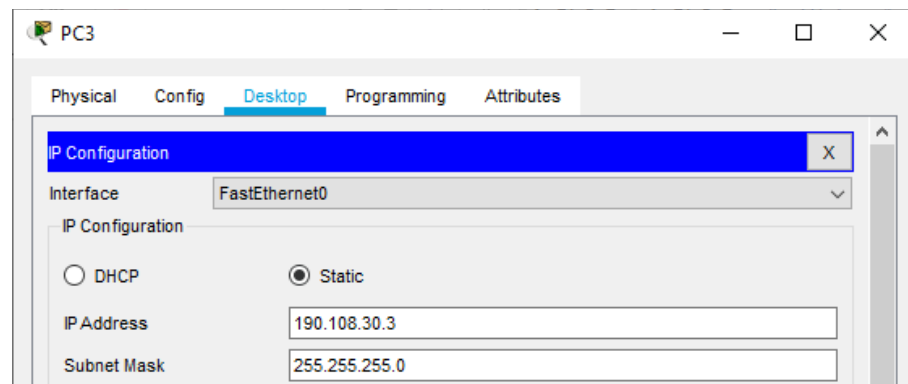 PC3
Physical Config Desktop Programming Attributes
IP Configuration X
Interface FastEthernet0
IP Configuration
DHCP Static
IP Address 190.108.30.3
Subnet Mask 255.255.255.0